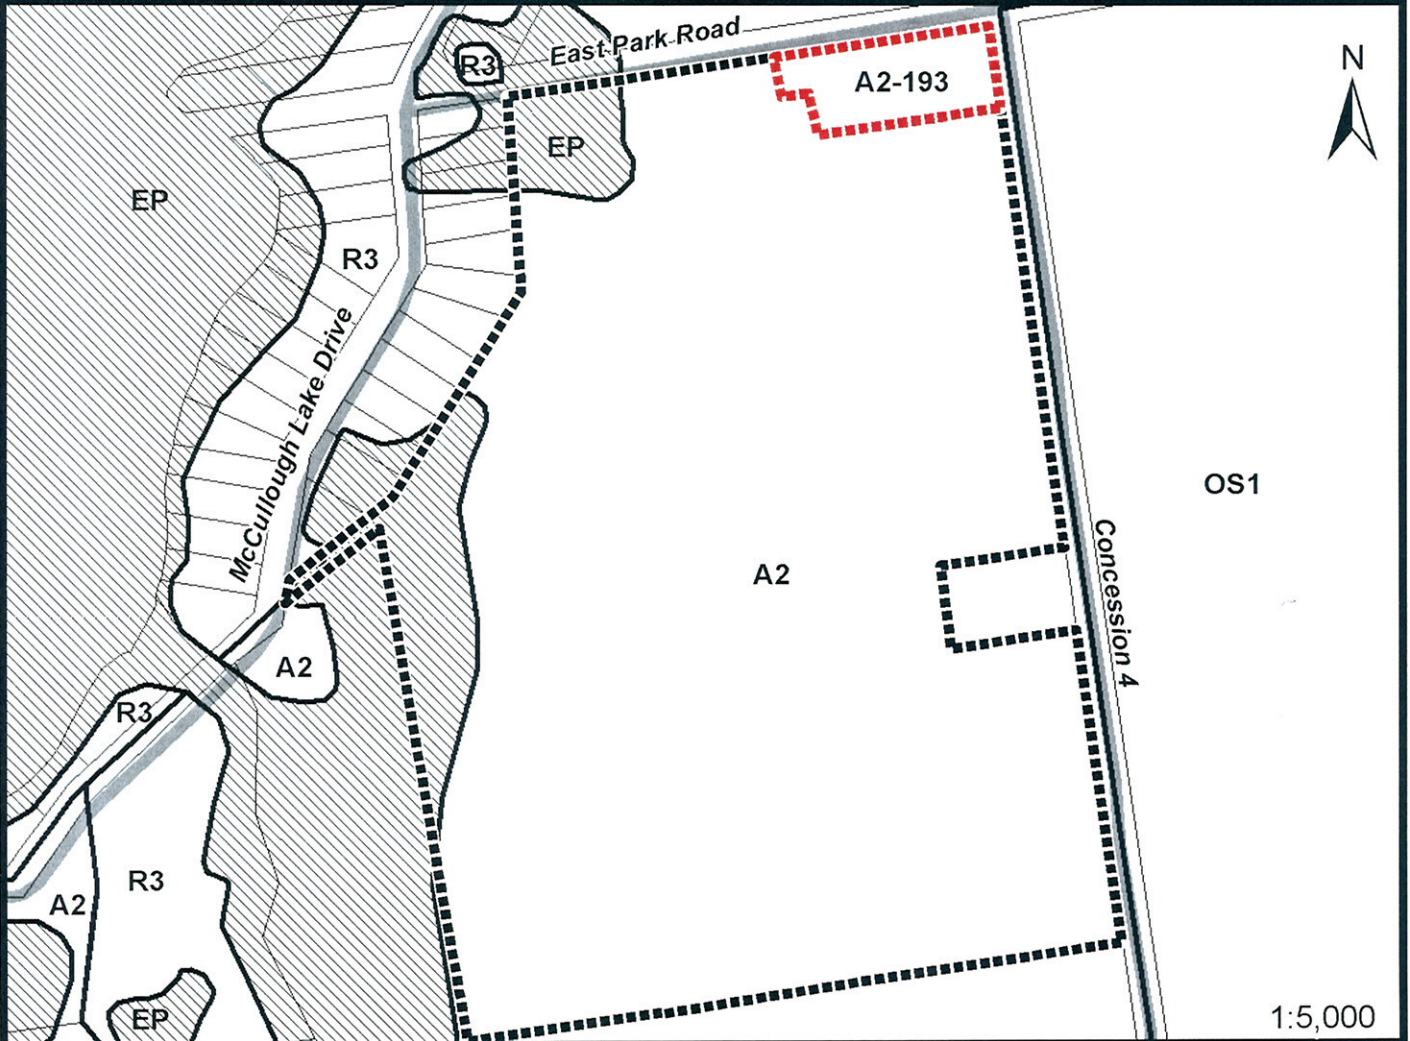 East Park Road
N
R3
A2-193
EP
EP
R3
McCullough Lake Drive
OS1
A2
Concession 4
A2
R3
R3
A2
EP
1:5,000